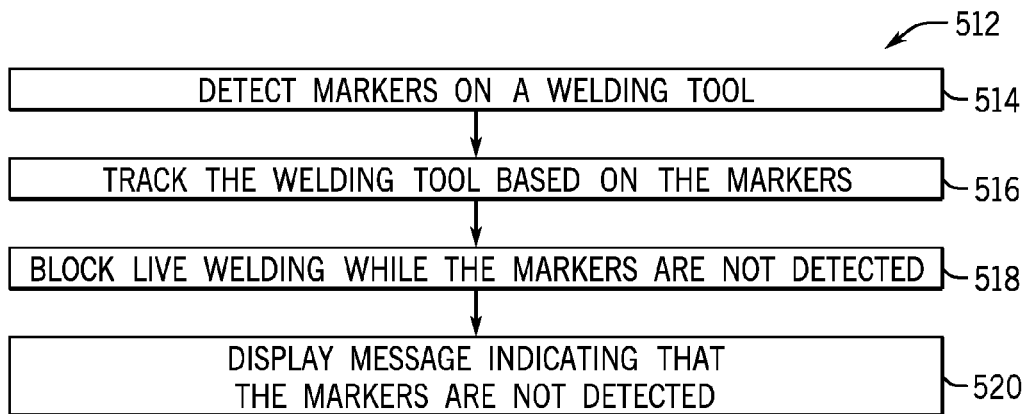 512
DETECT MARKERS ON A WELDING TOOL
514
TRACK THE WELDING TOOL BASED ON THE MARKERS
516
BLOCK LIVE WELDING WHILE THE MARKERS ARE NOT DETECTED
518
DISPLAY MESSAGE INDICATING THAT
THE MARKERS ARE NOT DETECTED
520